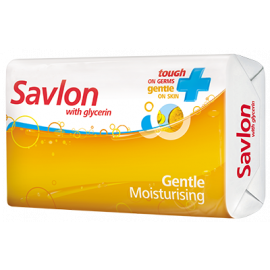 Savlon
with glycerin
tough
ON GERMS
gentle
ON SKIN
Gentle
Moisturising
Savlon
with glycerin